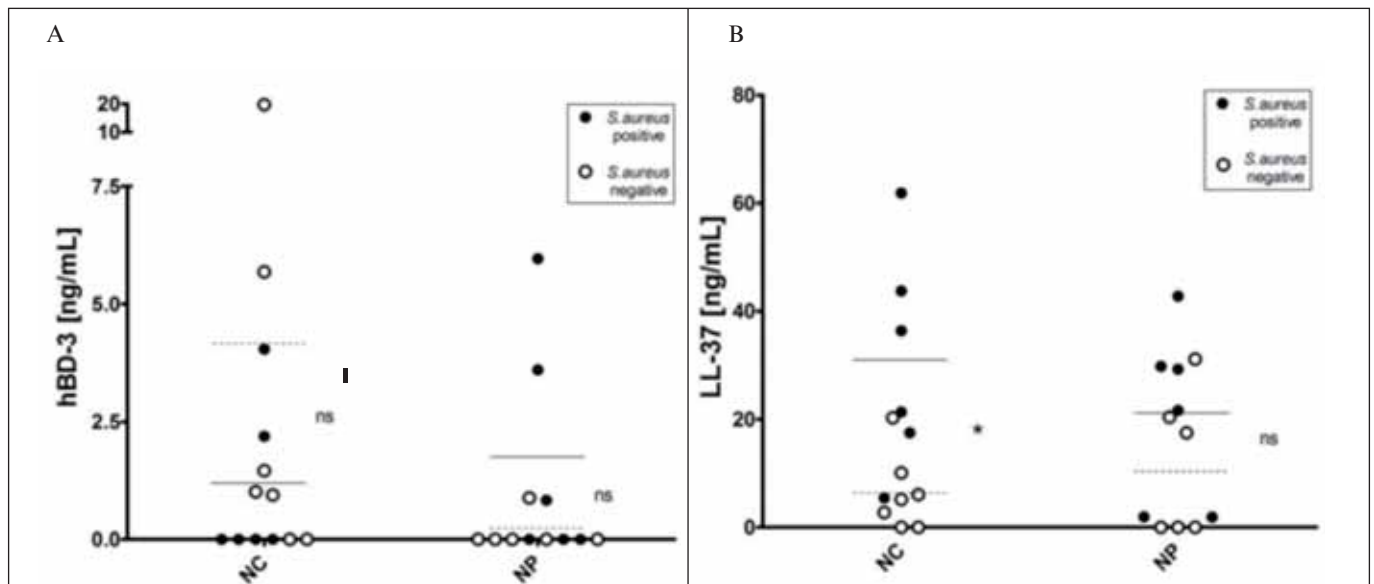 A
20
10
7.5
5.0
2.5
0.0
hBD-3 [ng/mL]
S.aureus
positive
S.aureus
negative
ns
ns
NC
NP
B
80
60
40
20
0
LL-37 [ng/mL]
S.aureus
positive
S.aureus
negative
*
ns
NC
NP